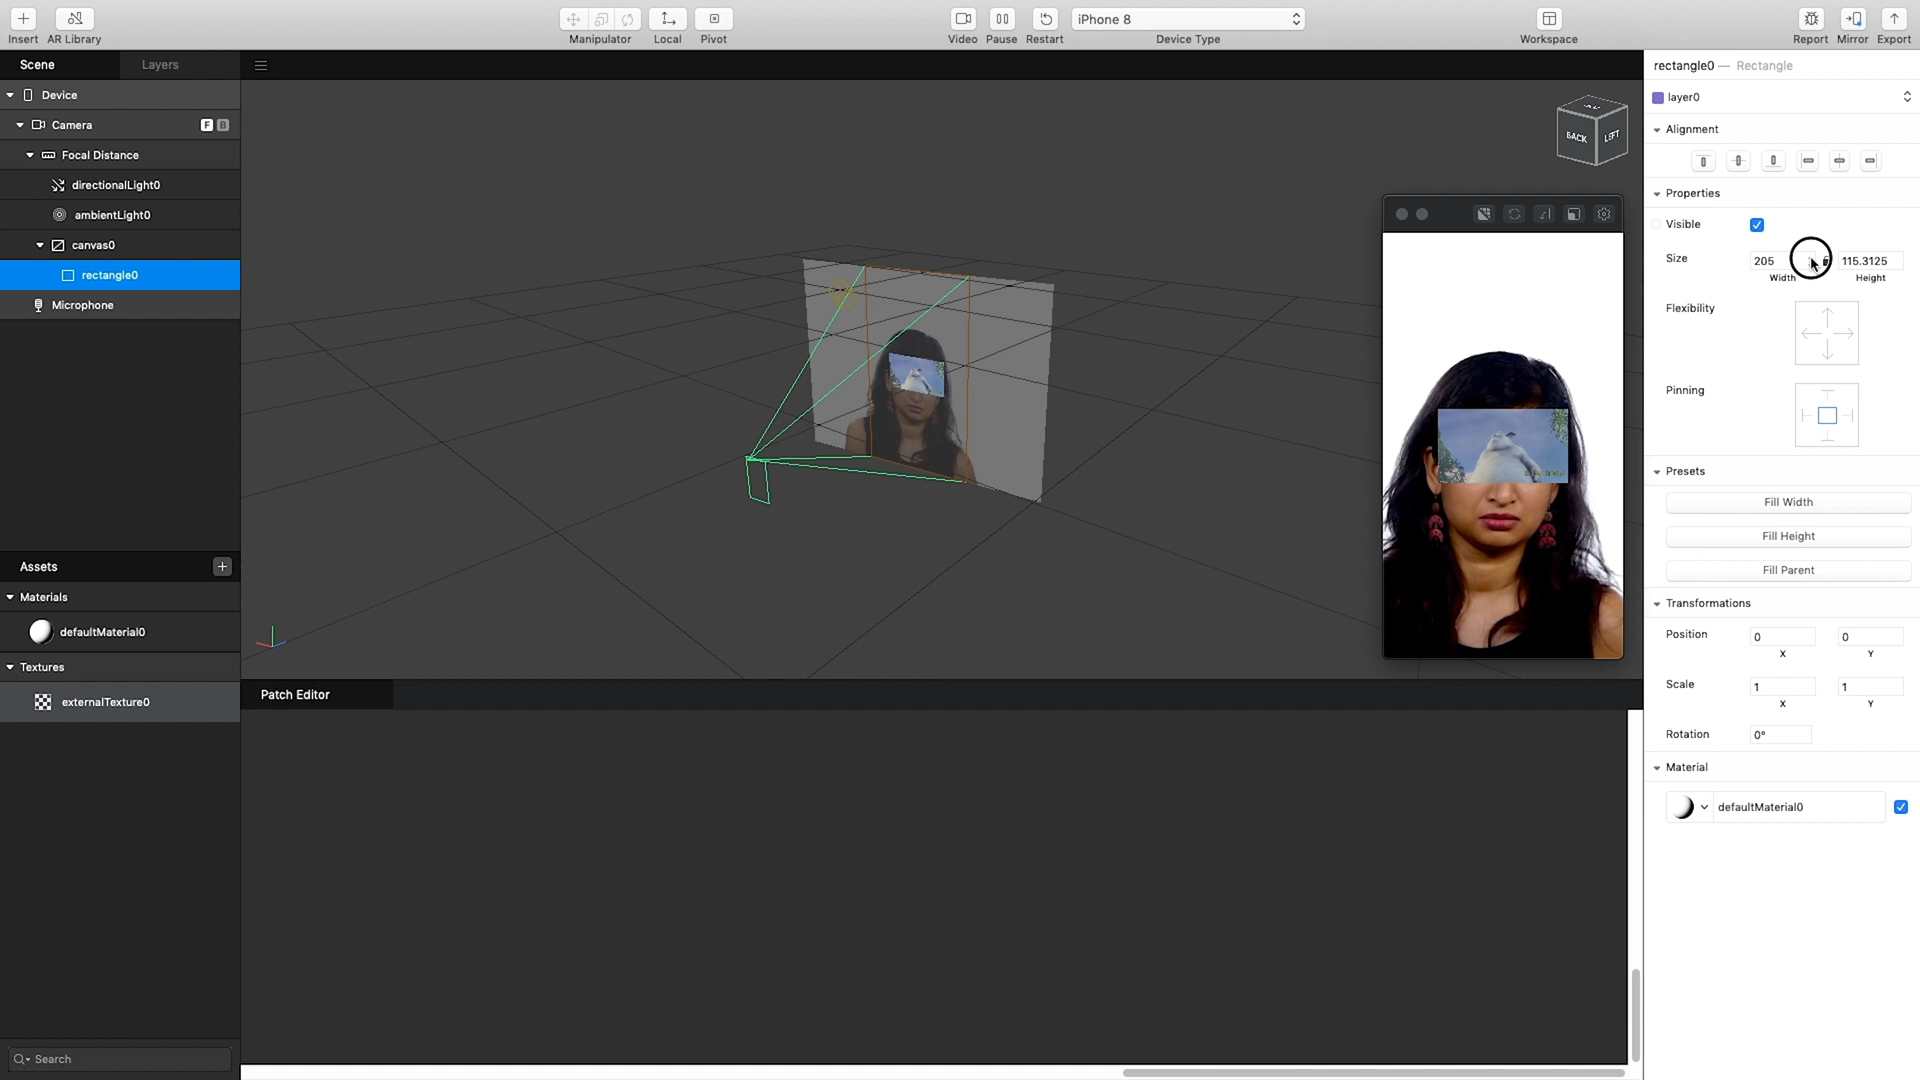 Insert
AR Library
Manipulator
Local
Pivot
Video
Pause
Restart
iPhone 8
Device Type
Workspace
Report
Mirror
Export
Scene
Layers
Device
Camera
F
B
Focal Distance
directionalLight0
ambientLight0
canvas0
rectangle0
Microphone
Assets
Materials
defaultMaterial0
Textures
externalTexture0
Search
BACK
LEFT
Patch Editor
rectangle0 — Rectangle
layer0
Alignment
Properties
Visible
Size
205
115.3125
Width
Height
Flexibility
Pinning
Presets
Fill Width
Fill Height
Fill Parent
Transformations
Position
0
0
X
Y
Scale
1
1
X
Y
Rotation
0°
Material
defaultMaterial0